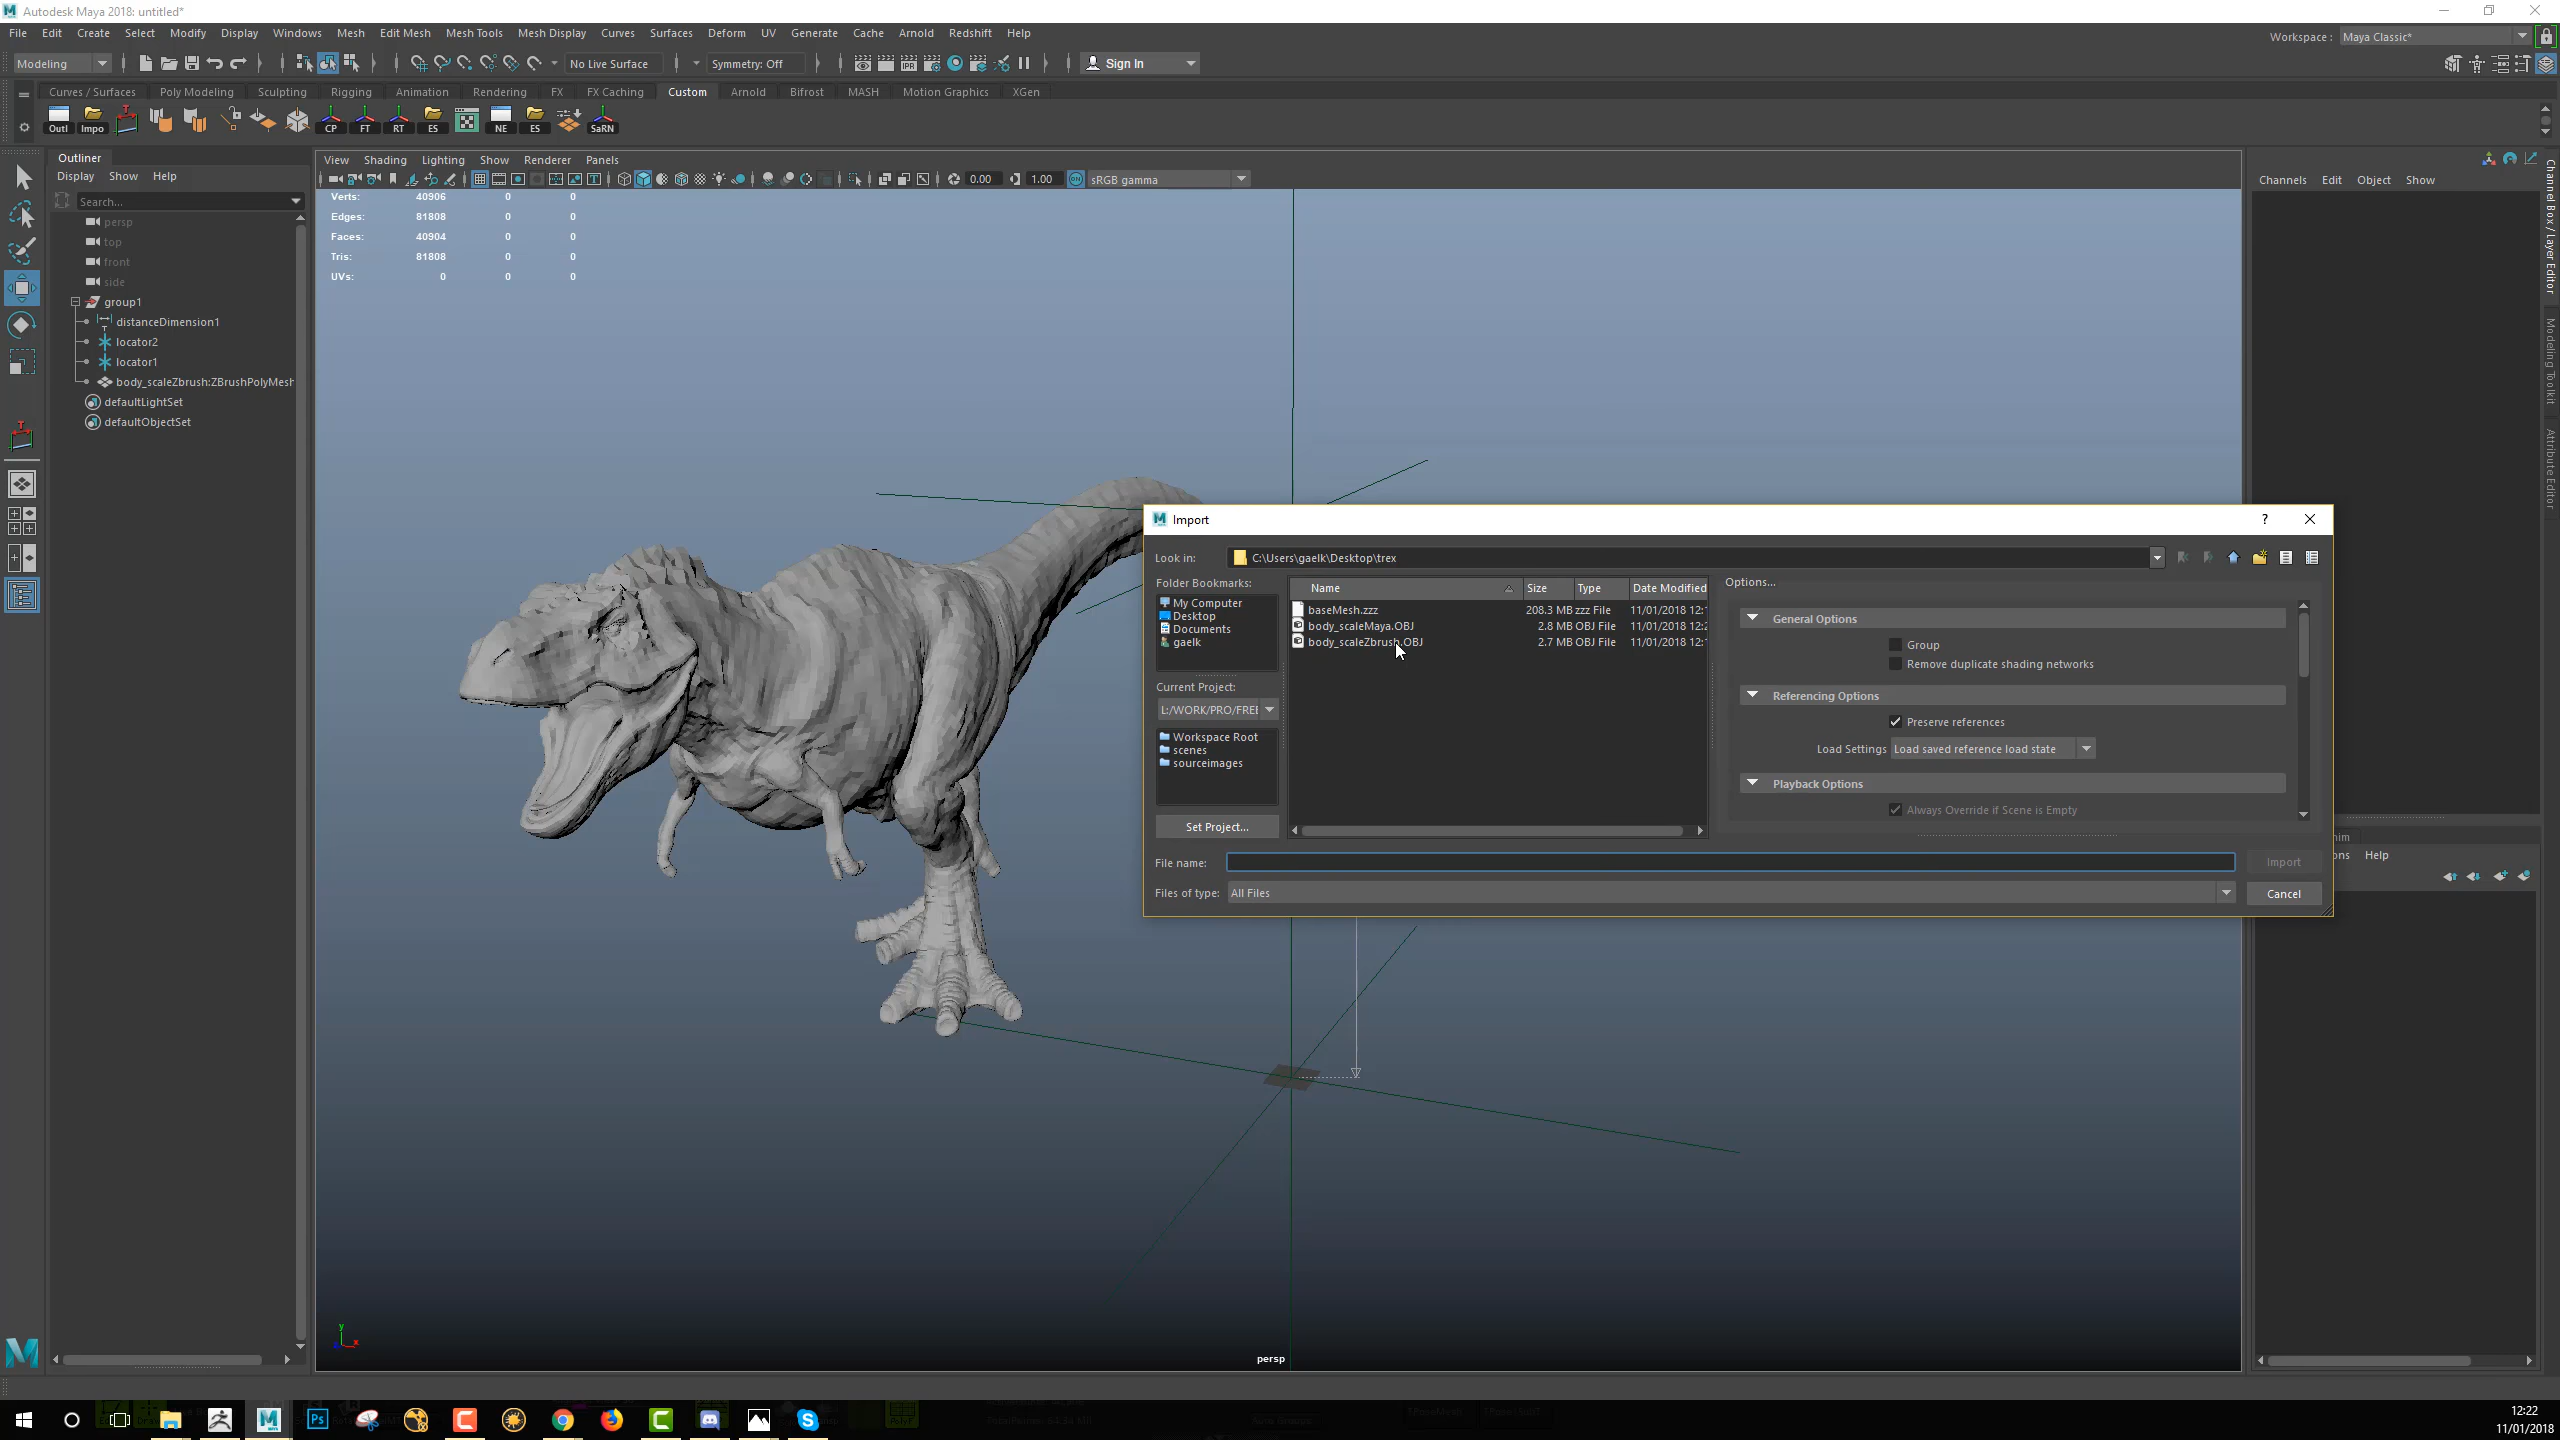 Autodesk Maya 2018: untitled*
File Edit Create Select Modify Display Windows Mesh Edit Mesh Mesh Tools Mesh Display Curves Surfaces Deform UV Generate Cache Arnold Redshift Help
Workspace : Maya Classic*
Modeling
No Live Surface
Symmetry: Off
Sign In
Curves / Surfaces Poly Modeling Sculpting Rigging Animation Rendering FX FX Caching Custom Arnold Bifrost MASH Motion Graphics XGen
Outl Impo CP FT RT ES NE ES SaRN
Outliner
Display Show Help
Search...
persp
top
front
side
group1
distanceDimension1
locator2
locator1
body_scaleZbrush:ZBrushPolyMesh
defaultLightSet
defaultObjectSet
View Shading Lighting Show Renderer Panels
0.00 1.00 sRGB gamma
Verts: 40906 0 0
Edges: 81808 0 0
Faces: 40904 0 0
Tris: 81808 0 0
UVs: 0 0 0
persp
y
x
Channels Edit Object Show
Channel Box / Layer Editor
Modeling Toolkit
Attribute Editor
Import
?
Look in: C:\Users\gaelk\Desktop\trex
Folder Bookmarks:
My Computer
Desktop
Documents
gaelk
Current Project:
L:/WORK/PRO/FREE
Workspace Root
scenes
sourceimages
Set Project...
Name Size Type Date Modified
baseMesh.zzz 208.3 MB zzz File 11/01/2018 12:
body_scaleMaya.OBJ 2.8 MB OBJ File 11/01/2018 12:
body_scaleZbrush.OBJ 2.7 MB OBJ File 11/01/2018 12:
Options...
General Options
Group
Remove duplicate shading networks
Referencing Options
Preserve references
Load Settings Load saved reference load state
Playback Options
Always Override if Scene is Empty
File name:
Import
Files of type: All Files
Cancel
Help
12:22
11/01/2018